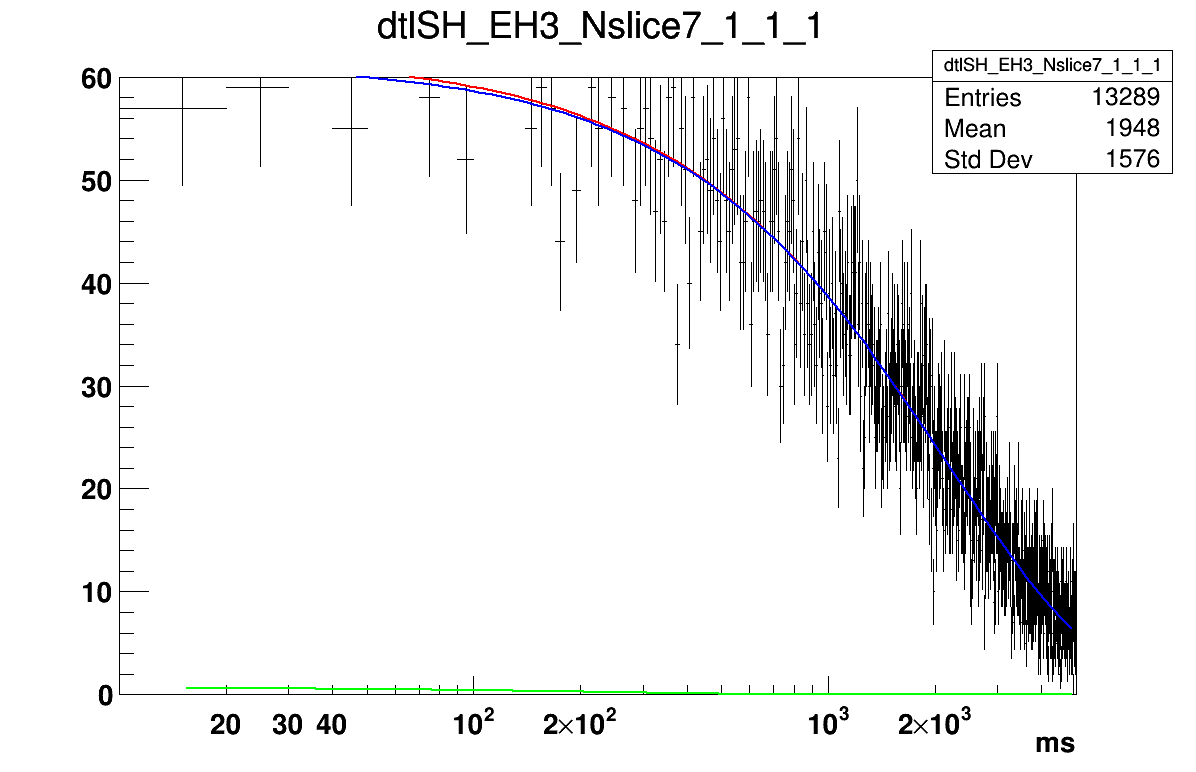 dtlSH_EH3_Nslice7_1_1_1
dtlSH_EH3_Nslice7_1_1_1
Entries 13289
Mean 1948
Std Dev 1576
60
50
40
30
20
10
0
20 30 40 10² 2×10² 10³ 2×10³
ms